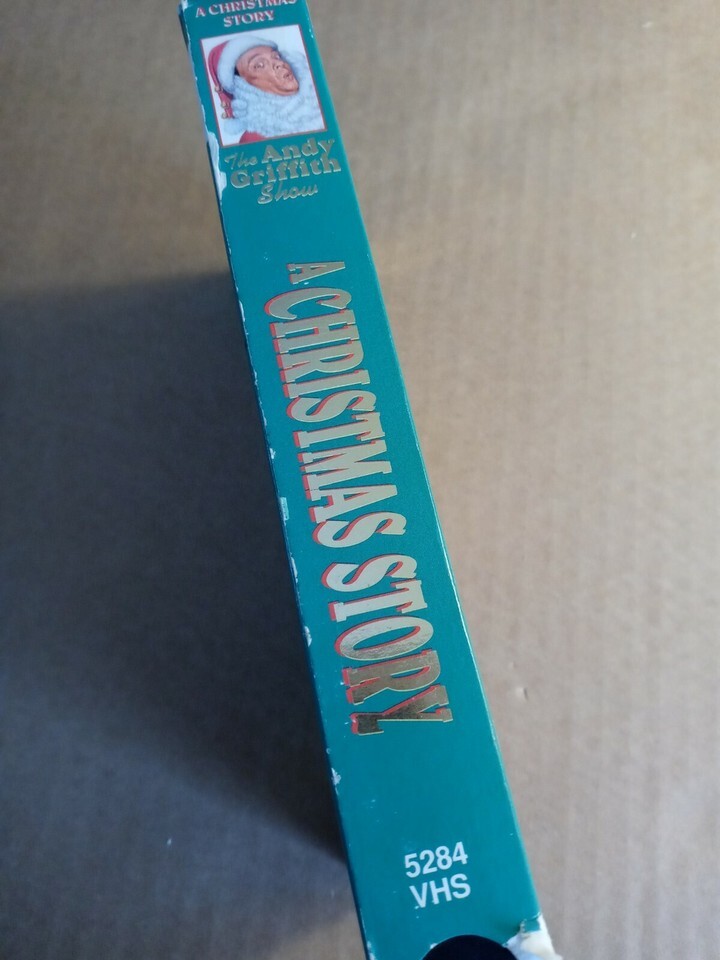 A CHRISTMAS
STORY
The Andy
Griffith
Show
A CHRISTMAS STORY
5284
VHS